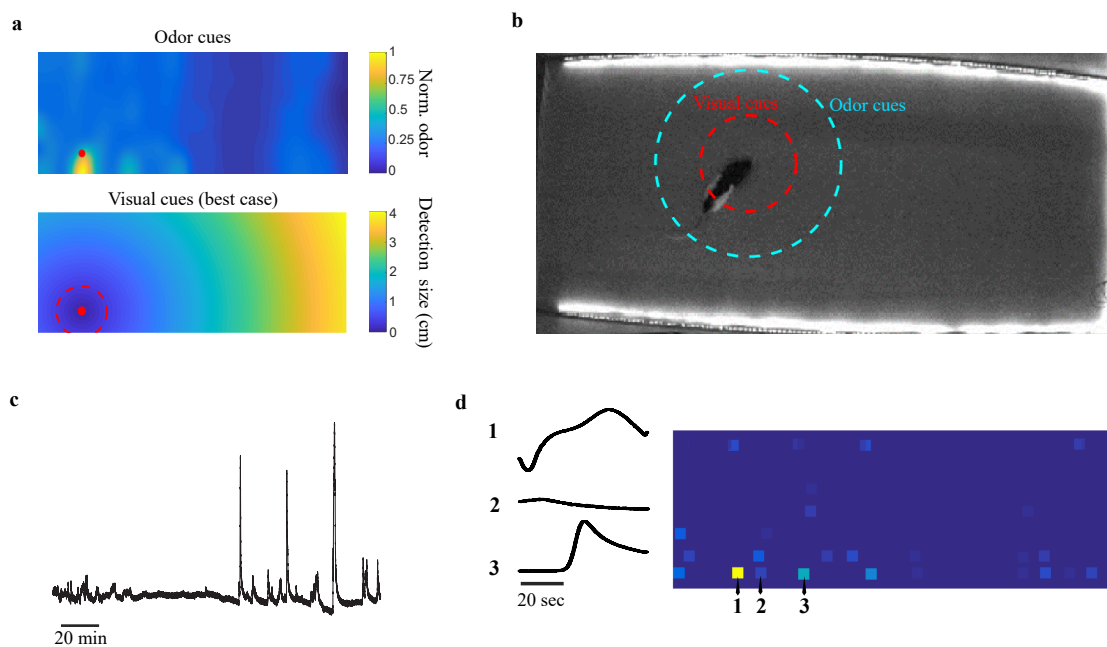 a
Odor cues
1
0.75
0.5
0.25
0
Norm. odor
Visual cues (best case)
4
3
2
1
0
Detection size (cm)
b
Visual cues
Odor cues
c
20 min
d
1
2
3
20 sec
1 2 3